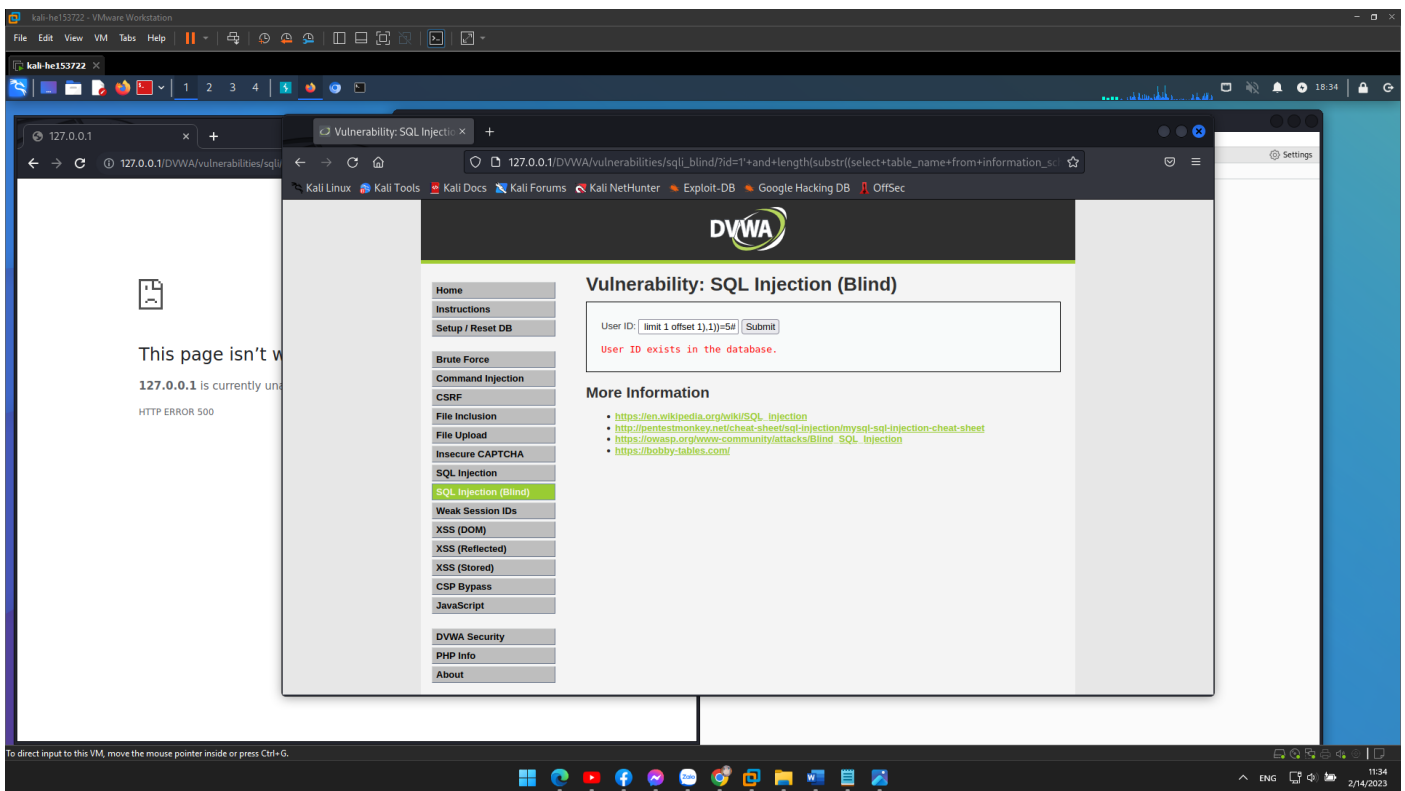 kali-he153722 - VMware Workstation
File Edit View VM Tabs Help
kali-he153722
1 2 3 4
18:34
127.0.0.1
127.0.0.1/DVWA/vulnerabilities/sqli
This page isn't w
127.0.0.1 is currently una
HTTP ERROR 500
Settings
Vulnerability: SQL Injectio
127.0.0.1/DVWA/vulnerabilities/sqli_blind/?id=1'+and+length(substr((select+table_name+from+information_sc
Kali Linux Kali Tools Kali Docs Kali Forums Kali NetHunter Exploit-DB Google Hacking DB OffSec
DVWA
Home
Instructions
Setup / Reset DB
Brute Force
Command Injection
CSRF
File Inclusion
File Upload
Insecure CAPTCHA
SQL Injection
SQL Injection (Blind)
Weak Session IDs
XSS (DOM)
XSS (Reflected)
XSS (Stored)
CSP Bypass
JavaScript
DVWA Security
PHP Info
About
Vulnerability: SQL Injection (Blind)
User ID: limit 1 offset 1),1))=5# Submit
User ID exists in the database.
More Information
https://en.wikipedia.org/wiki/SQL_injection
http://pentestmonkey.net/cheat-sheet/sql-injection/mysql-sql-injection-cheat-sheet
https://owasp.org/www-community/attacks/Blind_SQL_Injection
https://bobby-tables.com/
To direct input to this VM, move the mouse pointer inside or press Ctrl+G.
Zalo
ENG
11:34
2/14/2023